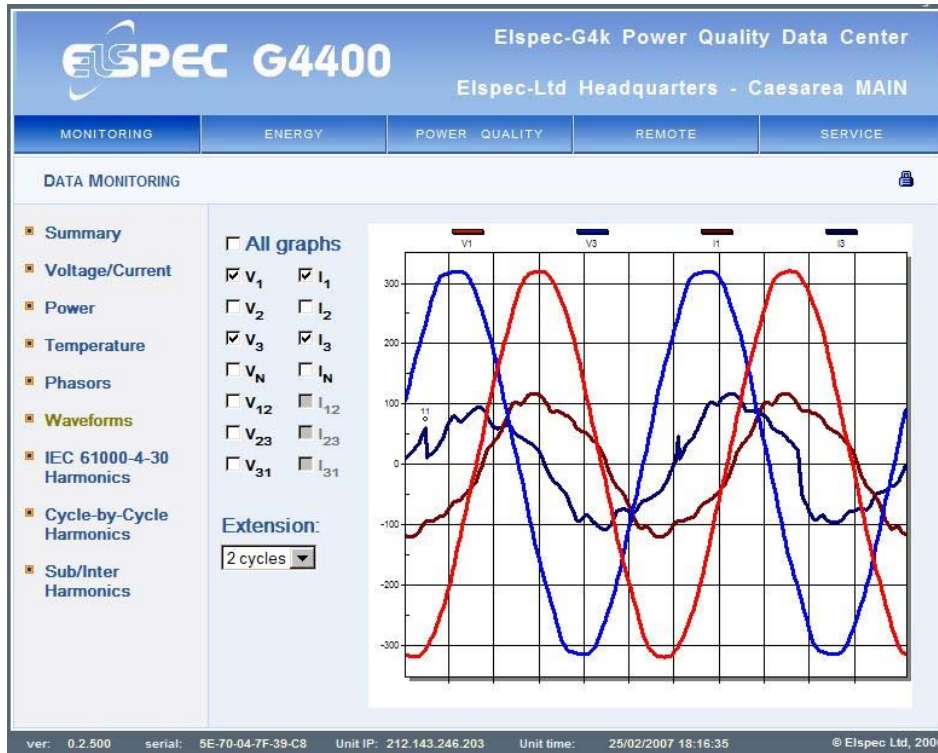 ELSPEC G4400
Elspec-G4k Power Quality Data Center
Elspec-Ltd Headquarters - Caesarea MAIN
MONITORING ENERGY POWER QUALITY REMOTE SERVICE
DATA MONITORING
Summary
Voltage/Current
Power
Temperature
Phasors
Waveforms
IEC 61000-4-30
Harmonics
Cycle-by-Cycle
Harmonics
Sub/Inter
Harmonics
All graphs
V1 I1
V2 I2
V3 I3
VN IN
V12 I12
V23 I23
V31 I31
Extension:
2 cycles
V1 V3 I1 I3
300
200
100
0
-100
-200
-300
11
ver: 0.2.500 serial: 5E-70-04-7F-39-C8 Unit IP: 212.143.246.203 Unit time: 25/02/2007 18:16:35 © Elspec Ltd, 200